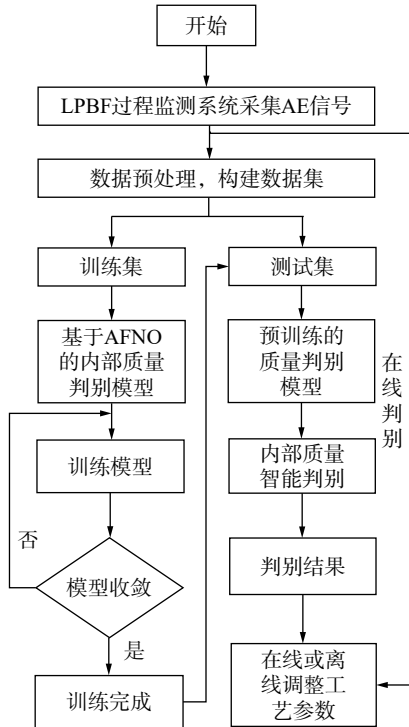 开始
LPBF过程监测系统采集AE信号
数据预处理，构建数据集
训练集
测试集
基于AFNO
的内部质量
判别模型
预训练的
质量判别
模型
在线判别
训练模型
内部质量
智能判别
否
模型收敛
判别结果
是
训练完成
在线或离
线调整工
艺参数